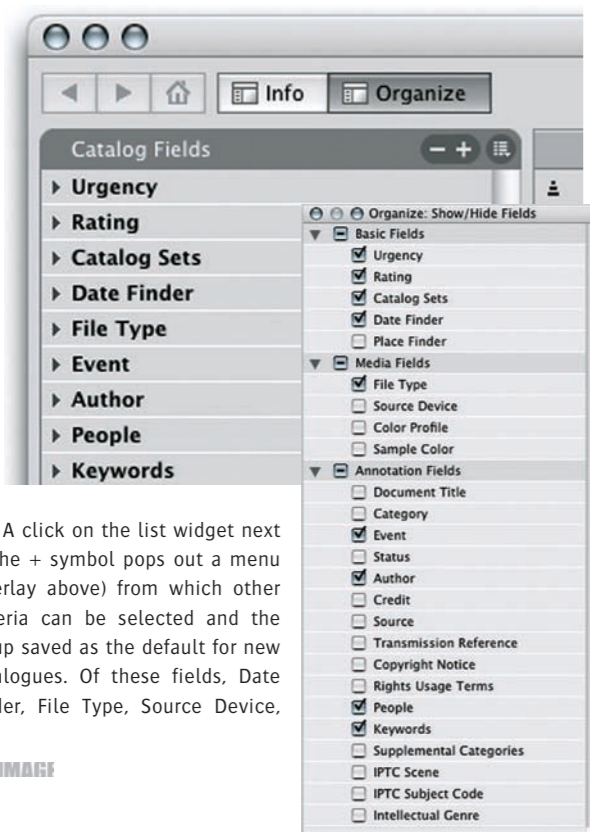 Info
Organize
Catalog Fields
Urgency
Rating
Catalog Sets
Date Finder
File Type
Event
Author
People
Keywords
Organize: Show/Hide Fields
Basic Fields
Urgency
Rating
Catalog Sets
Date Finder
Place Finder
Media Fields
File Type
Source Device
Color Profile
Sample Color
Annotation Fields
Document Title
Category
Event
Status
Author
Credit
Source
Transmission Reference
Copyright Notice
Rights Usage Terms
People
Keywords
Supplemental Categories
IPTC Scene
IPTC Subject Code
Intellectual Genre
A click on the list widget next
he + symbol pops out a menu
erlay above) from which other
eria can be selected and the
up saved as the default for new
alogues. Of these fields, Date
der, File Type, Source Device,
IMAGE